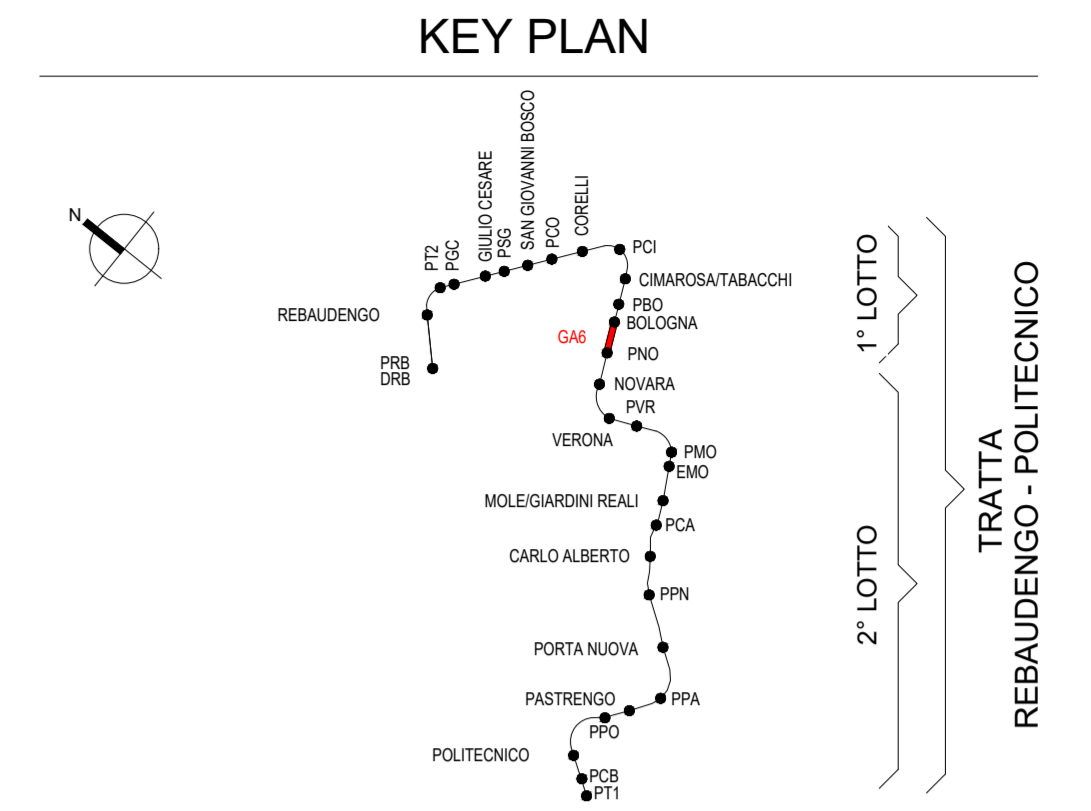 KEY PLAN
N
PT2
PGC
GIULIO CESARE
PSG
SAN GIOVANNI BOSCO
PCO
CORELLI
PCI
CIMAROSA/TABACCHI
REBAUDENGO
PBO
BOLOGNA
GA6
PNO
PRB
DRB
NOVARA
PVR
VERONA
PMO
EMO
MOLE/GIARDINI REALI
PCA
CARLO ALBERTO
PPN
PORTA NUOVA
PASTRENGO
PPA
PPO
POLITECNICO
PCB
PT1
1° LOTTO
2° LOTTO
TRATTA
REBAUDENGO - POLITECNICO